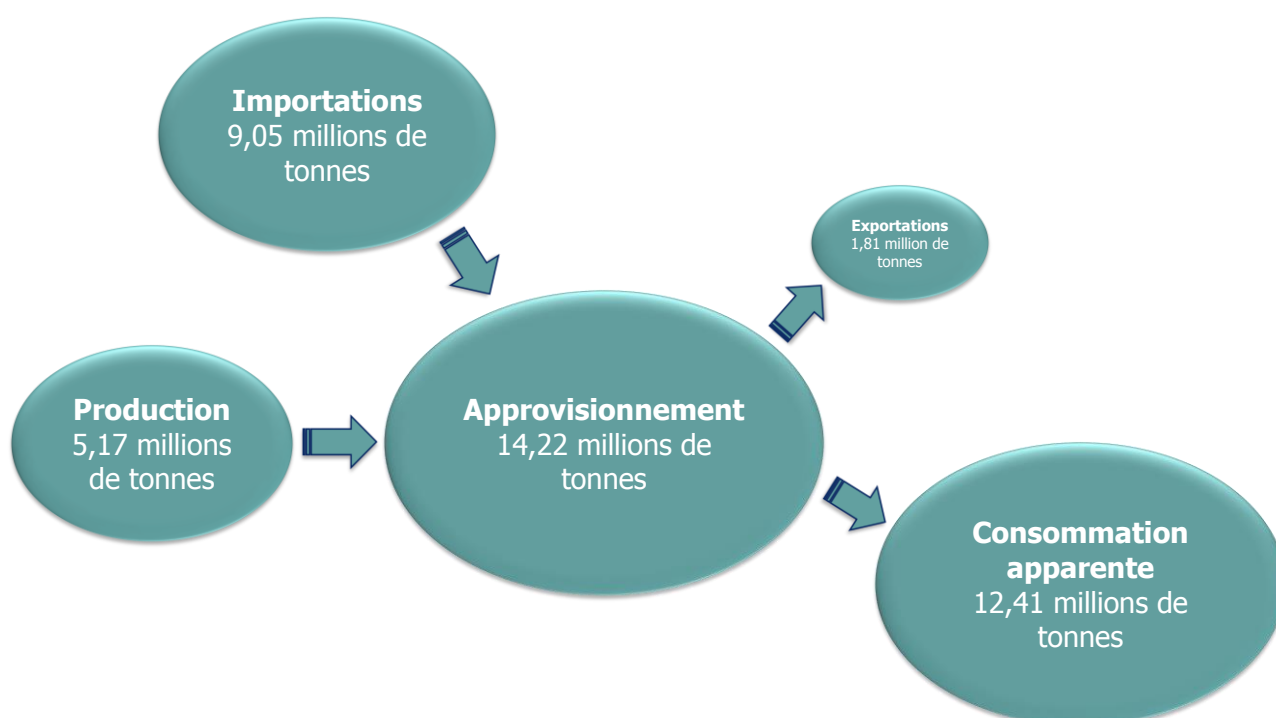 Importations
9,05 millions de
tonnes
Exportations
1,81 million de
tonnes
Production
5,17 millions
de tonnes
Approvisionnement
14,22 millions de
tonnes
Consommation
apparente
12,41 millions de
tonnes